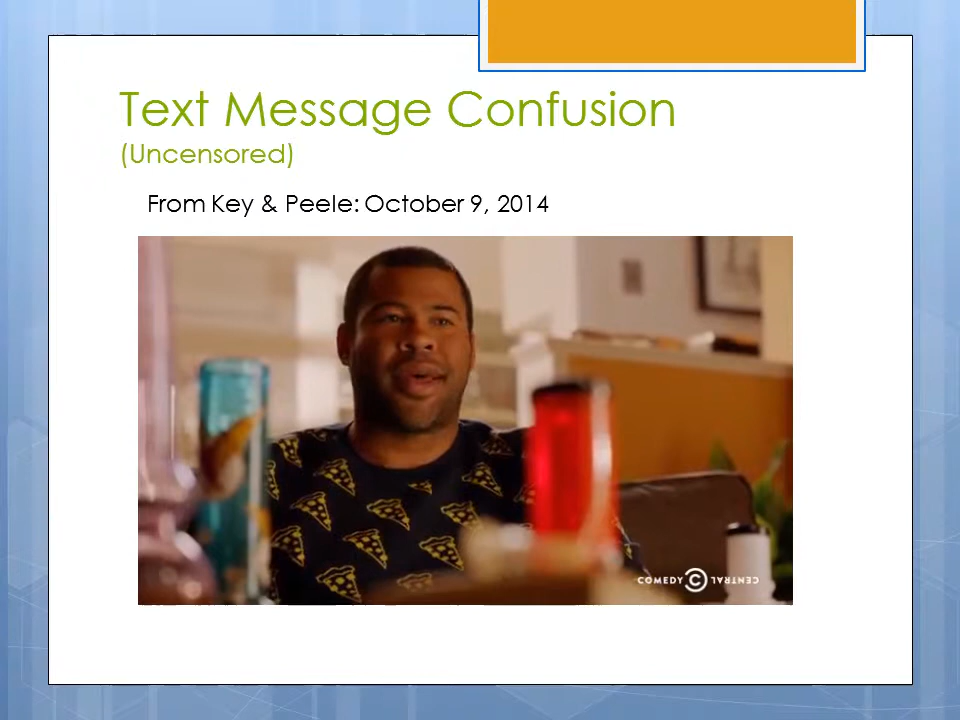 Text Message Confusion
(Uncensored)
From Key & Peele: October 9, 2014
COMEDY C CENTRAL